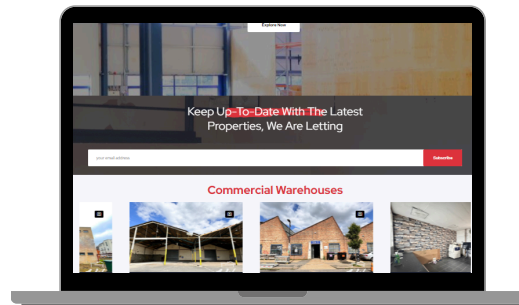 Explore Now
Keep Up-To-Date With The Latest
Properties, We Are Letting
your email address
Subscribe
Commercial Warehouses